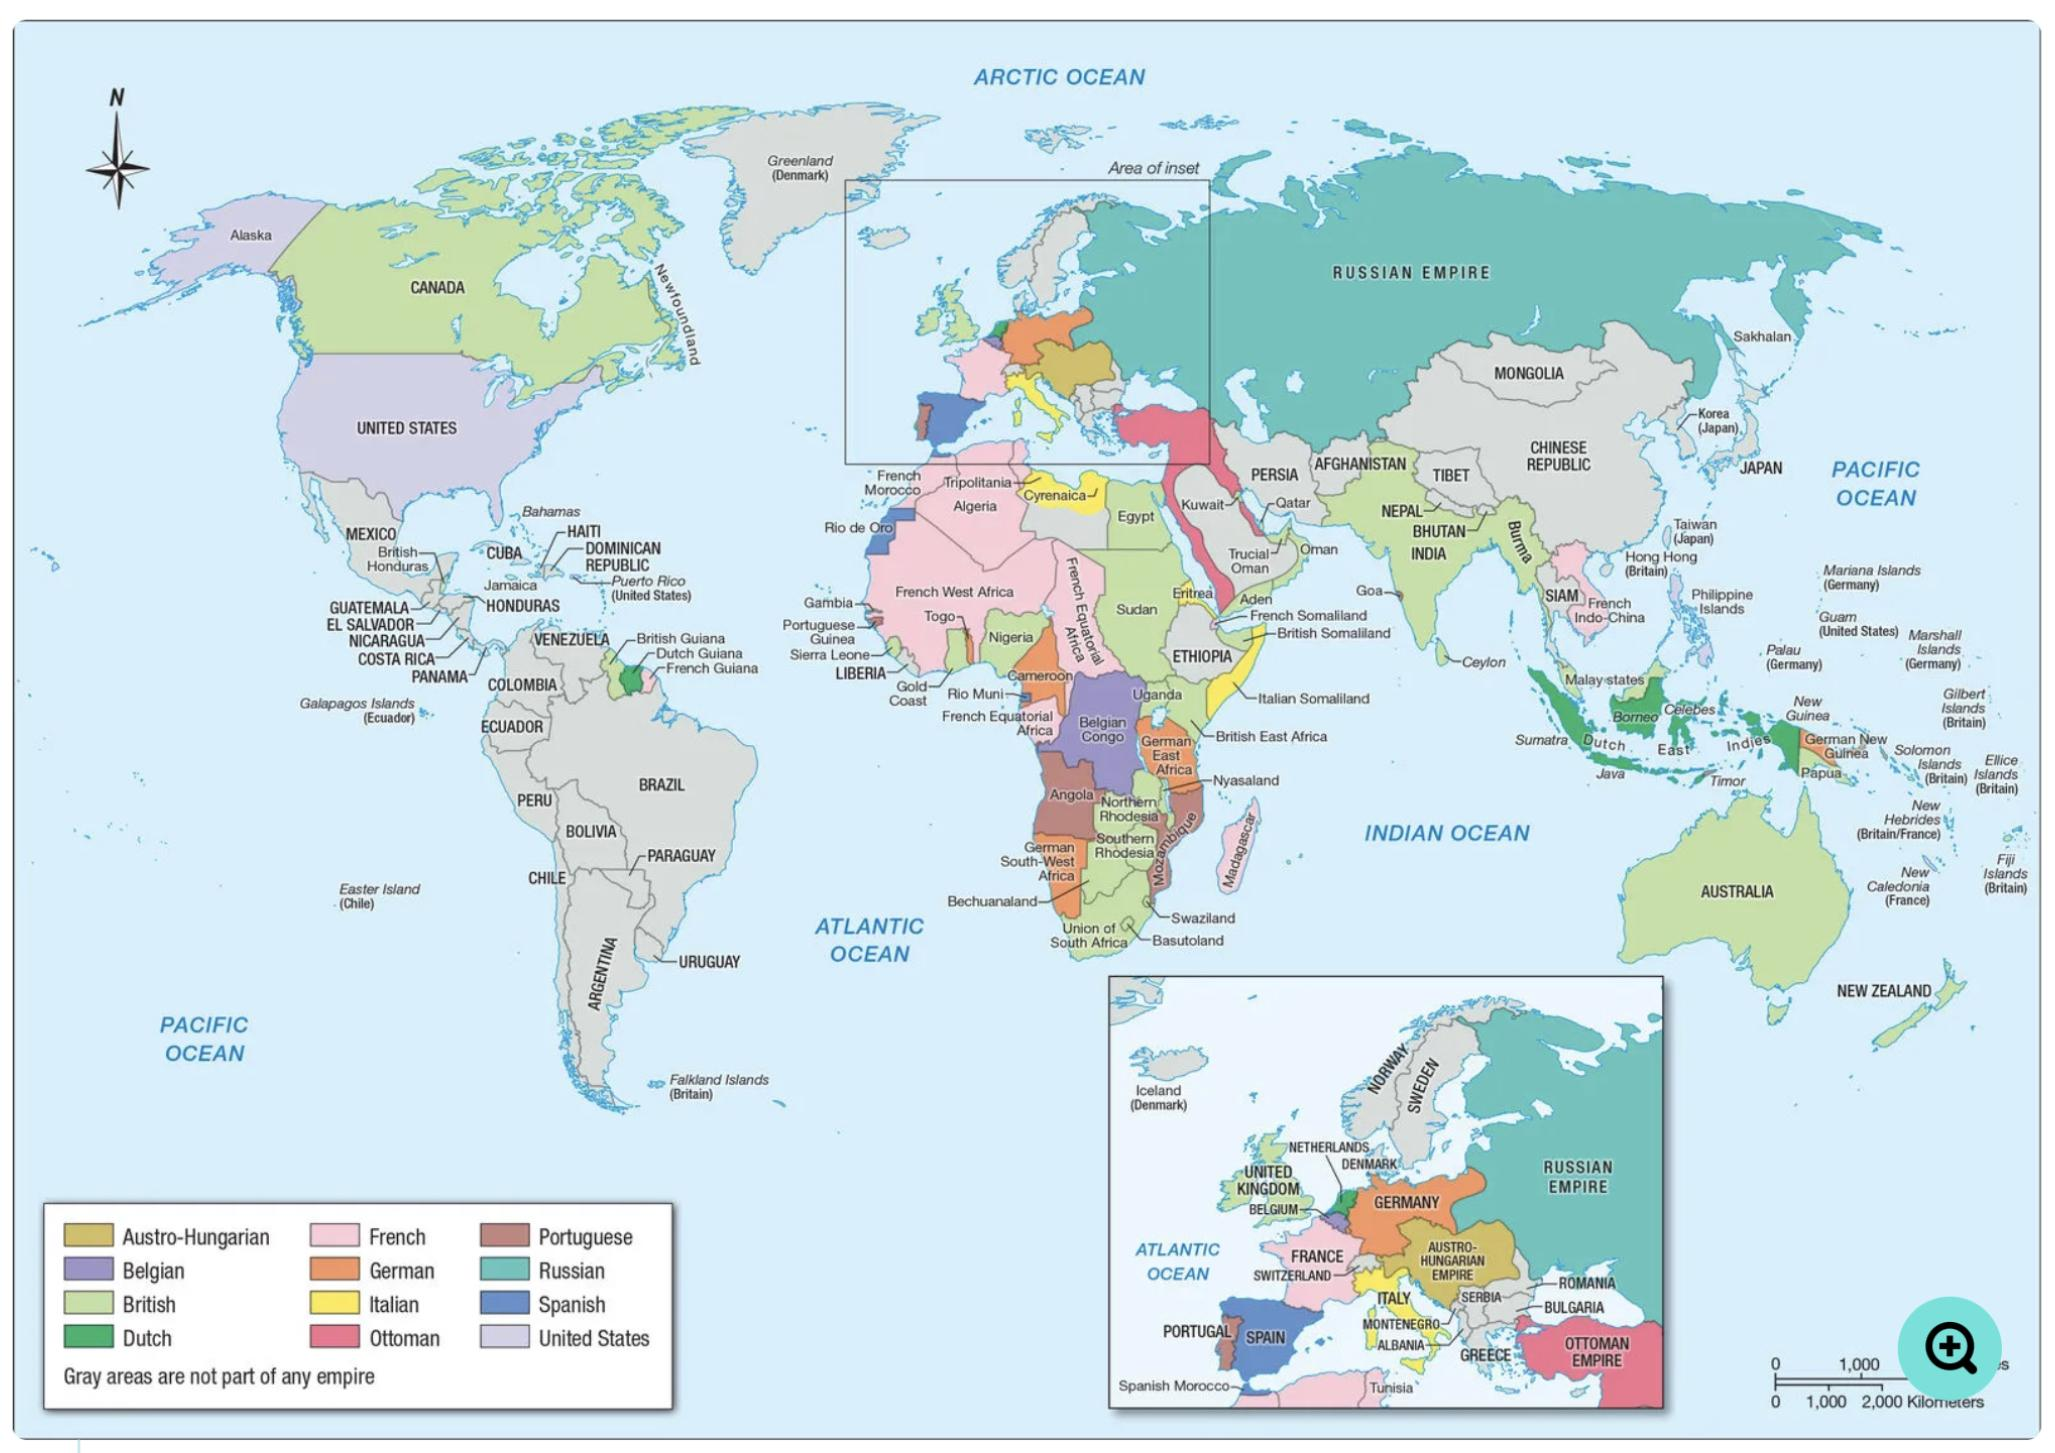 ARCTIC OCEAN
N
Area of inset
Greenland
(Denmark)
Alaska
CANADA
Newfoundland
RUSSIAN EMPIRE
Sakhalan
UNITED STATES
MONGOLIA
Korea
(Japan)
CHINESE
REPUBLIC
JAPAN
PACIFIC
OCEAN
AFGHANISTAN
PERSIA
TIBET
French
Morocco
Tripolitania
Cyrenaica
Algeria
Egypt
Kuwait
Qatar
NEPAL
BHUTAN
INDIA
Burma
Taiwan
(Japan)
Hong Hong
(Britain)
Rio de Oro
Trucial
Oman
Oman
MEXICO
Bahamas
HAITI
CUBA
DOMINICAN
REPUBLIC
British
Honduras
Jamaica
Puerto Rico
(United States)
HONDURAS
GUATEMALA
EL SALVADOR
NICARAGUA
COSTA RICA
PANAMA
VENEZUELA
British Guiana
Dutch Guiana
French Guiana
COLOMBIA
Galapagos Islands
(Ecuador)
ECUADOR
PERU
BRAZIL
BOLIVIA
PARAGUAY
CHILE
Easter Island
(Chile)
ARGENTINA
URUGUAY
Falkland Islands
(Britain)
PACIFIC
OCEAN
ATLANTIC
OCEAN
INDIAN OCEAN
French West Africa
French Equatorial
Africa
Sudan
Eritrea
Aden
French Somaliland
British Somaliland
Gambia
Portuguese
Guinea
Sierra Leone
LIBERIA
Togo
Nigeria
Gold
Coast
Cameroon
Rio Muni
French Equatorial
Africa
ETHIOPIA
Italian Somaliland
Uganda
Belgian
Congo
British East Africa
German
East
Africa
Nyasaland
Angola
Northern
Rhodesia
Southern
Rhodesia
Mozambique
Madagascar
German
South-West
Africa
Bechuanaland
Swaziland
Basutoland
Union of
South Africa
Goa
Ceylon
SIAM
French
Indo-China
Philippine
Islands
Mariana Islands
(Germany)
Guam
(United States)
Marshall
Islands
(Germany)
Palau
(Germany)
Malay states
Borneo
Celebes
Sumatra
Dutch East Indies
Java
Timor
New
Guinea
German New
Guinea
Papua
Gilbert
Islands
(Britain)
Solomon
Islands
(Britain)
Ellice
Islands
(Britain)
New
Hebrides
(Britain/France)
Fiji
Islands
(Britain)
New
Caledonia
(France)
AUSTRALIA
NEW ZEALAND
Iceland
(Denmark)
NORWAY
SWEDEN
NETHERLANDS
DENMARK
UNITED
KINGDOM
BELGIUM
GERMANY
RUSSIAN
EMPIRE
ATLANTIC
OCEAN
FRANCE
SWITZERLAND
AUSTRO-
HUNGARIAN
EMPIRE
ROMANIA
ITALY
SERBIA
BULGARIA
MONTENEGRO
ALBANIA
GREECE
PORTUGAL
SPAIN
OTTOMAN
EMPIRE
Spanish Morocco
Tunisia
Austro-Hungarian
Belgian
British
Dutch
French
German
Italian
Ottoman
Portuguese
Russian
Spanish
United States
Gray areas are not part of any empire
0 1,000
0 1,000 2,000 Kilometers